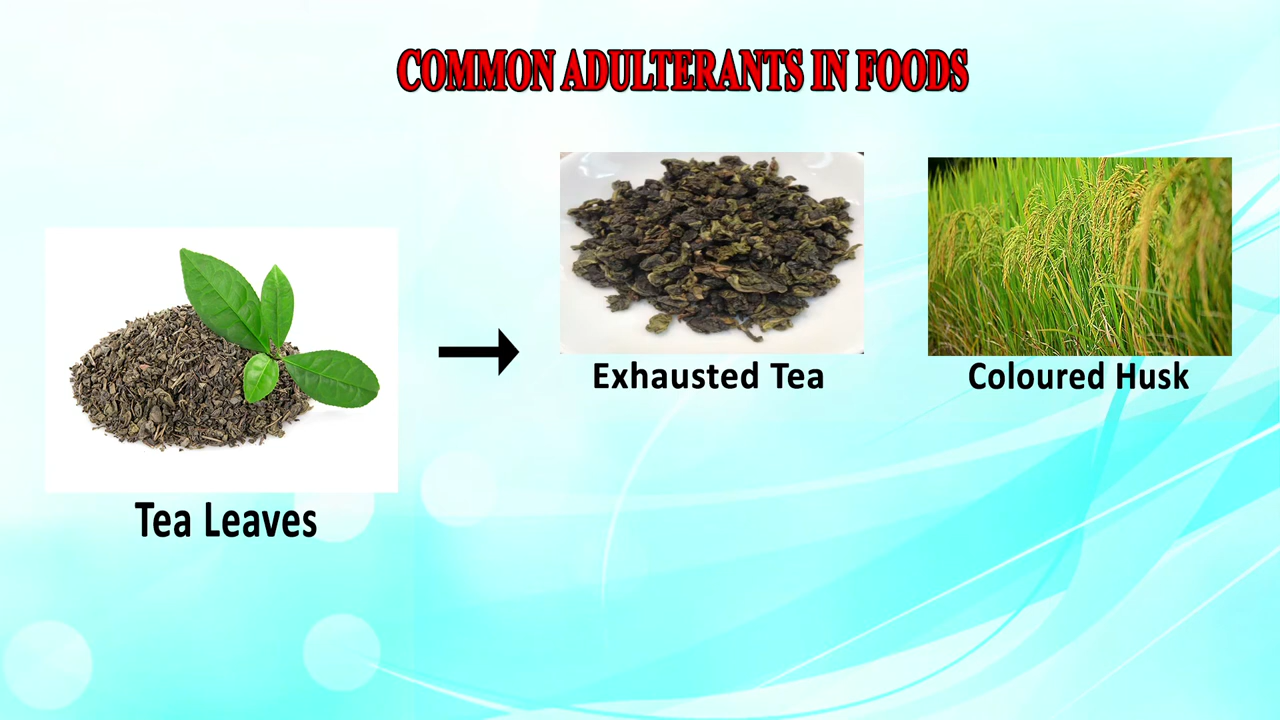 COMMON ADULTERANTS IN FOODS
Exhausted Tea
Coloured Husk
Tea Leaves